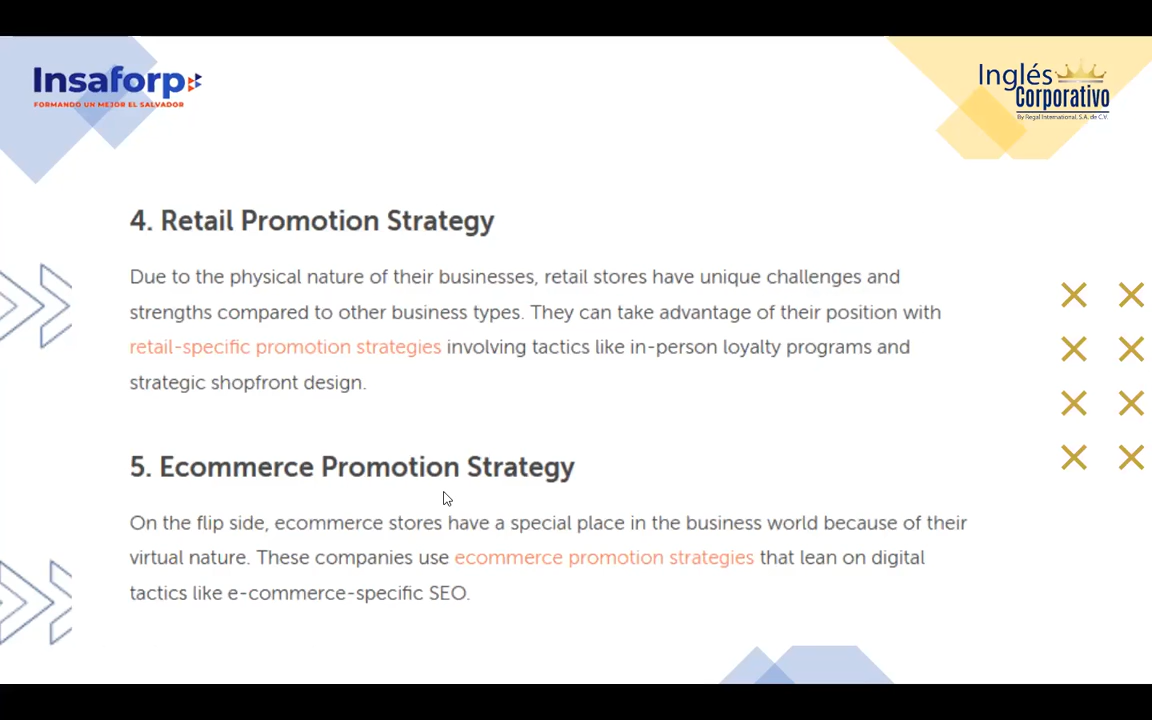 Insaforp
FORMANDO UN MEJOR EL SALVADOR
Inglés
Corporativo
By Regal International, S.A. de C.V.
4. Retail Promotion Strategy
Due to the physical nature of their businesses, retail stores have unique challenges and
strengths compared to other business types. They can take advantage of their position with
retail-specific promotion strategies involving tactics like in-person loyalty programs and
strategic shopfront design.
5. Ecommerce Promotion Strategy
On the flip side, ecommerce stores have a special place in the business world because of their
virtual nature. These companies use ecommerce promotion strategies that lean on digital
tactics like e-commerce-specific SEO.